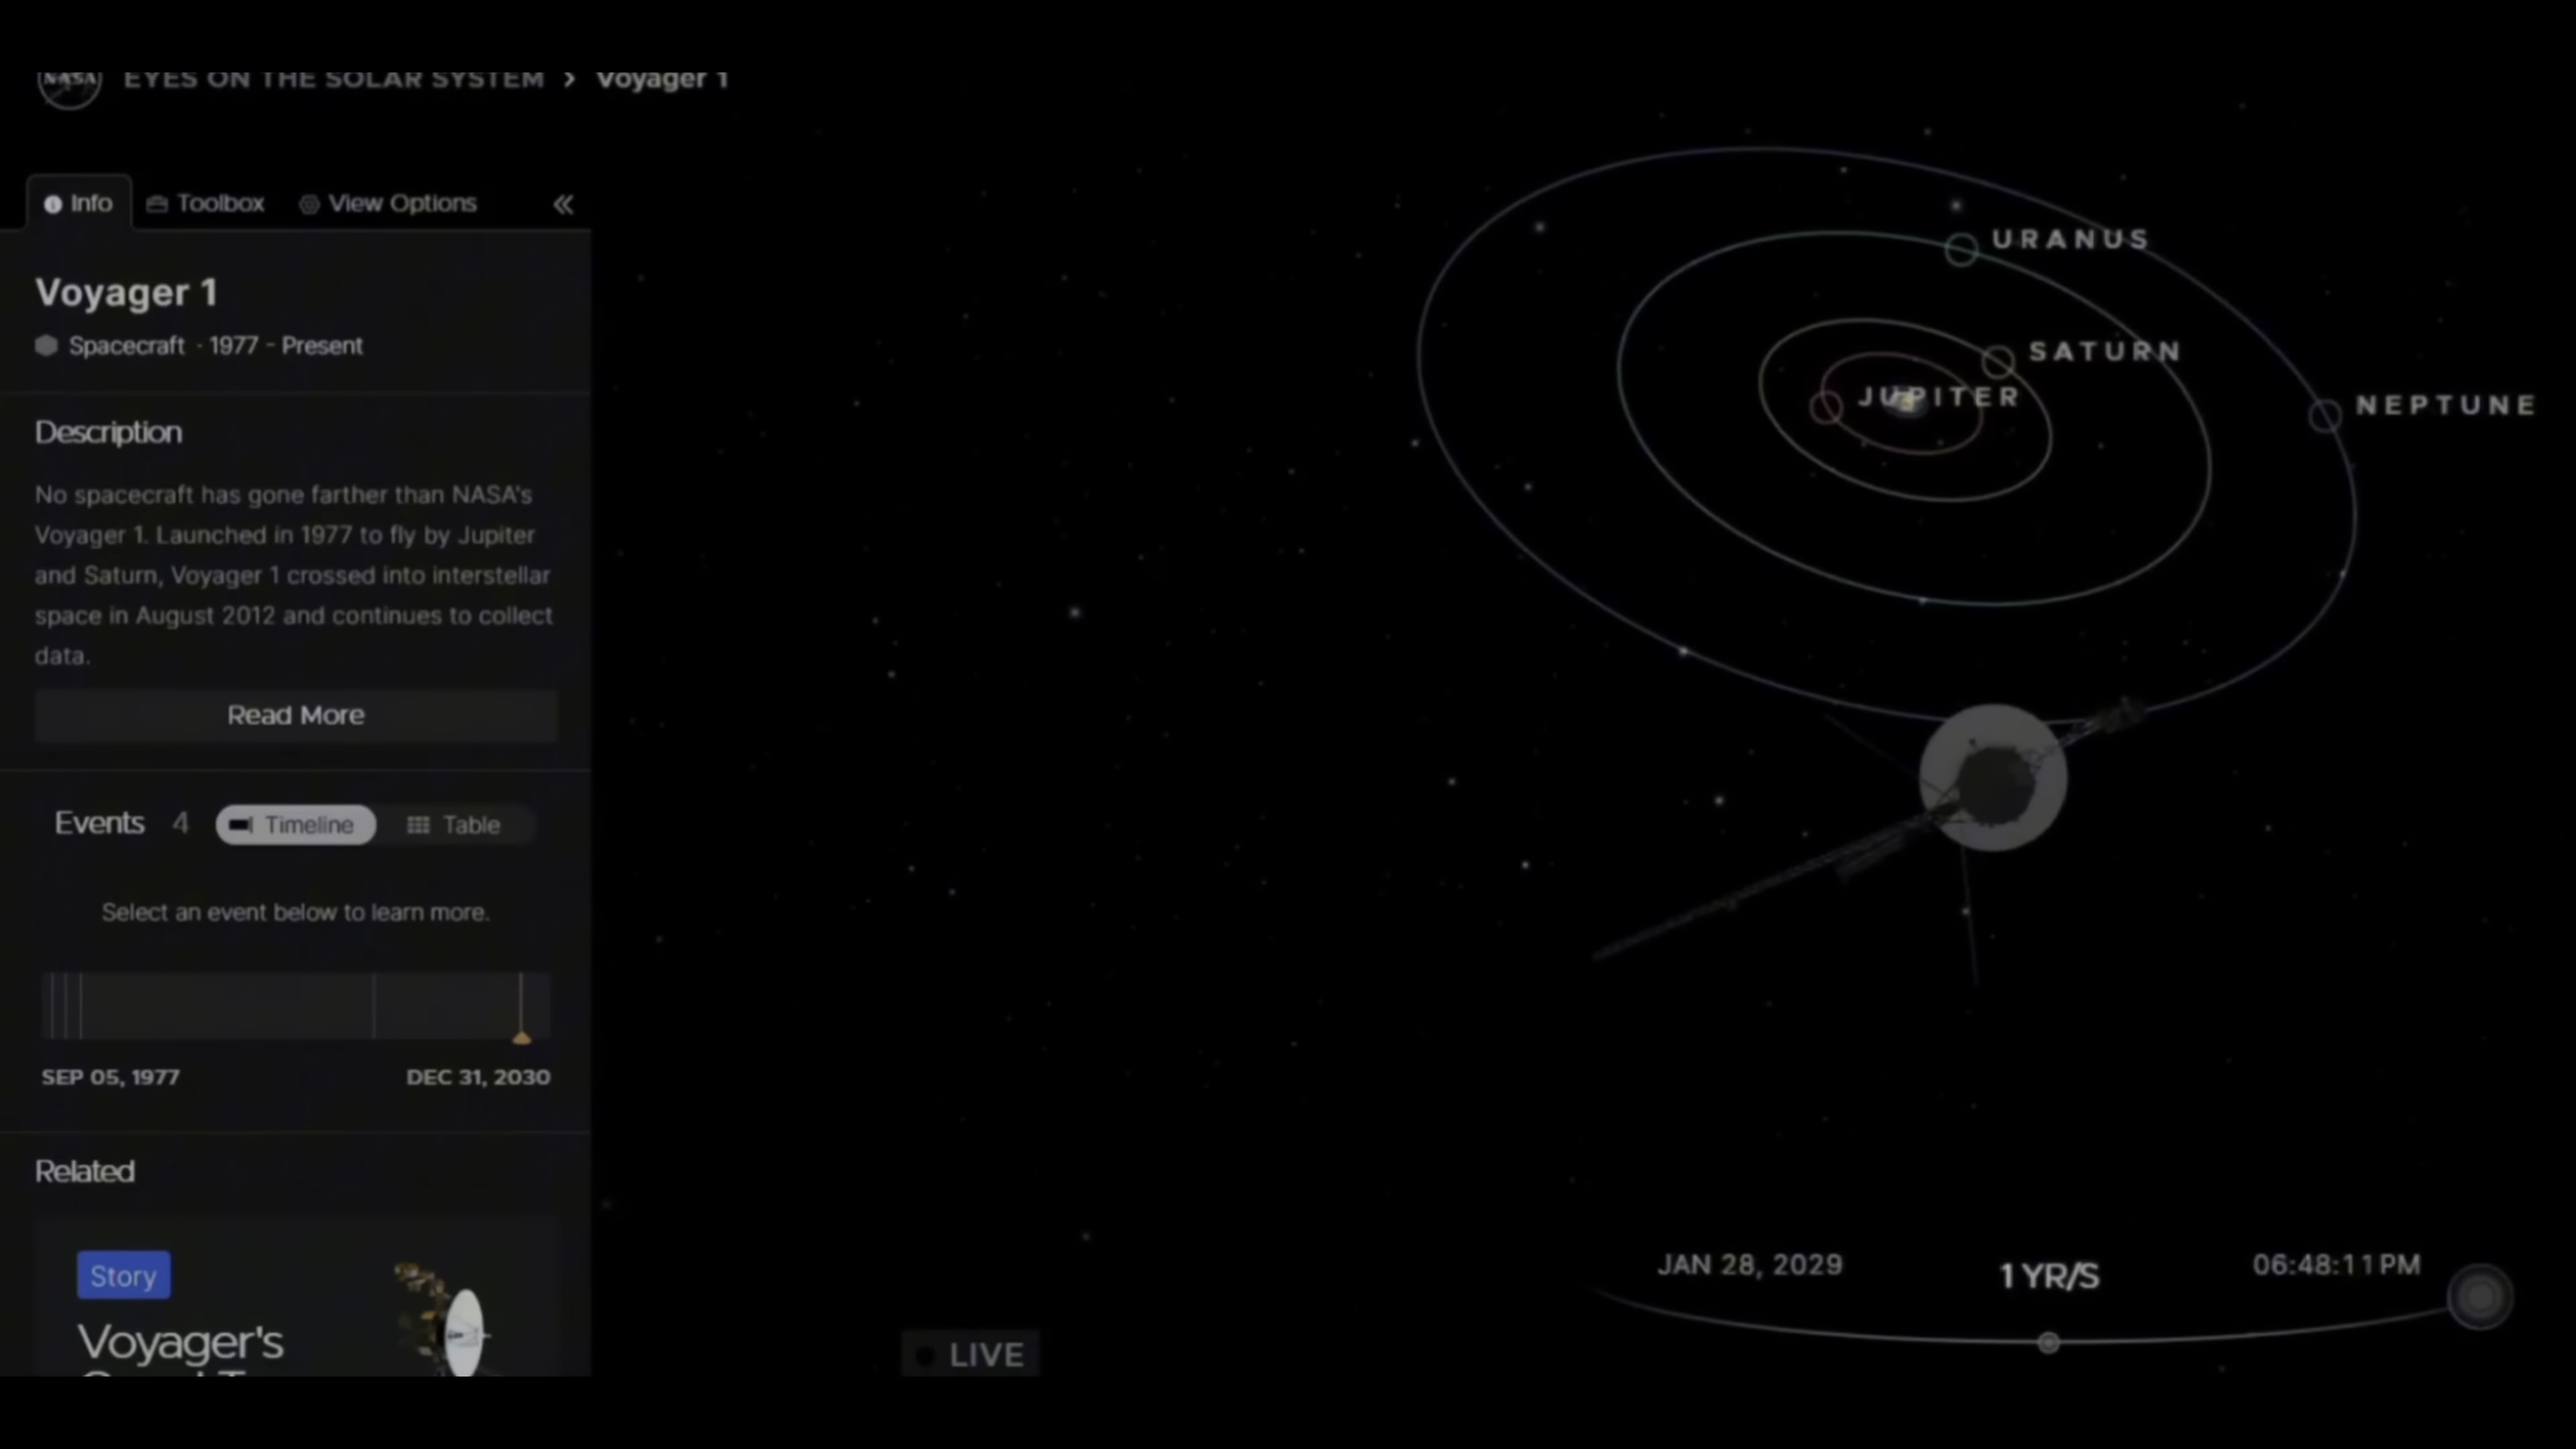 NASA
EYES ON THE SOLAR SYSTEM › Voyager 1
Info
Toolbox
View Options
Voyager 1
Spacecraft · 1977 - Present
Description
No spacecraft has gone farther than NASA's
Voyager 1. Launched in 1977 to fly by Jupiter
and Saturn, Voyager 1 crossed into interstellar
space in August 2012 and continues to collect
data.
Read More
Events 4
Timeline
Table
Select an event below to learn more.
SEP 05, 1977
DEC 31, 2030
Related
Story
Voyager's
URANUS
SATURN
JUPITER
NEPTUNE
LIVE
JAN 28, 2029
1 YR/S
06:48:11 PM